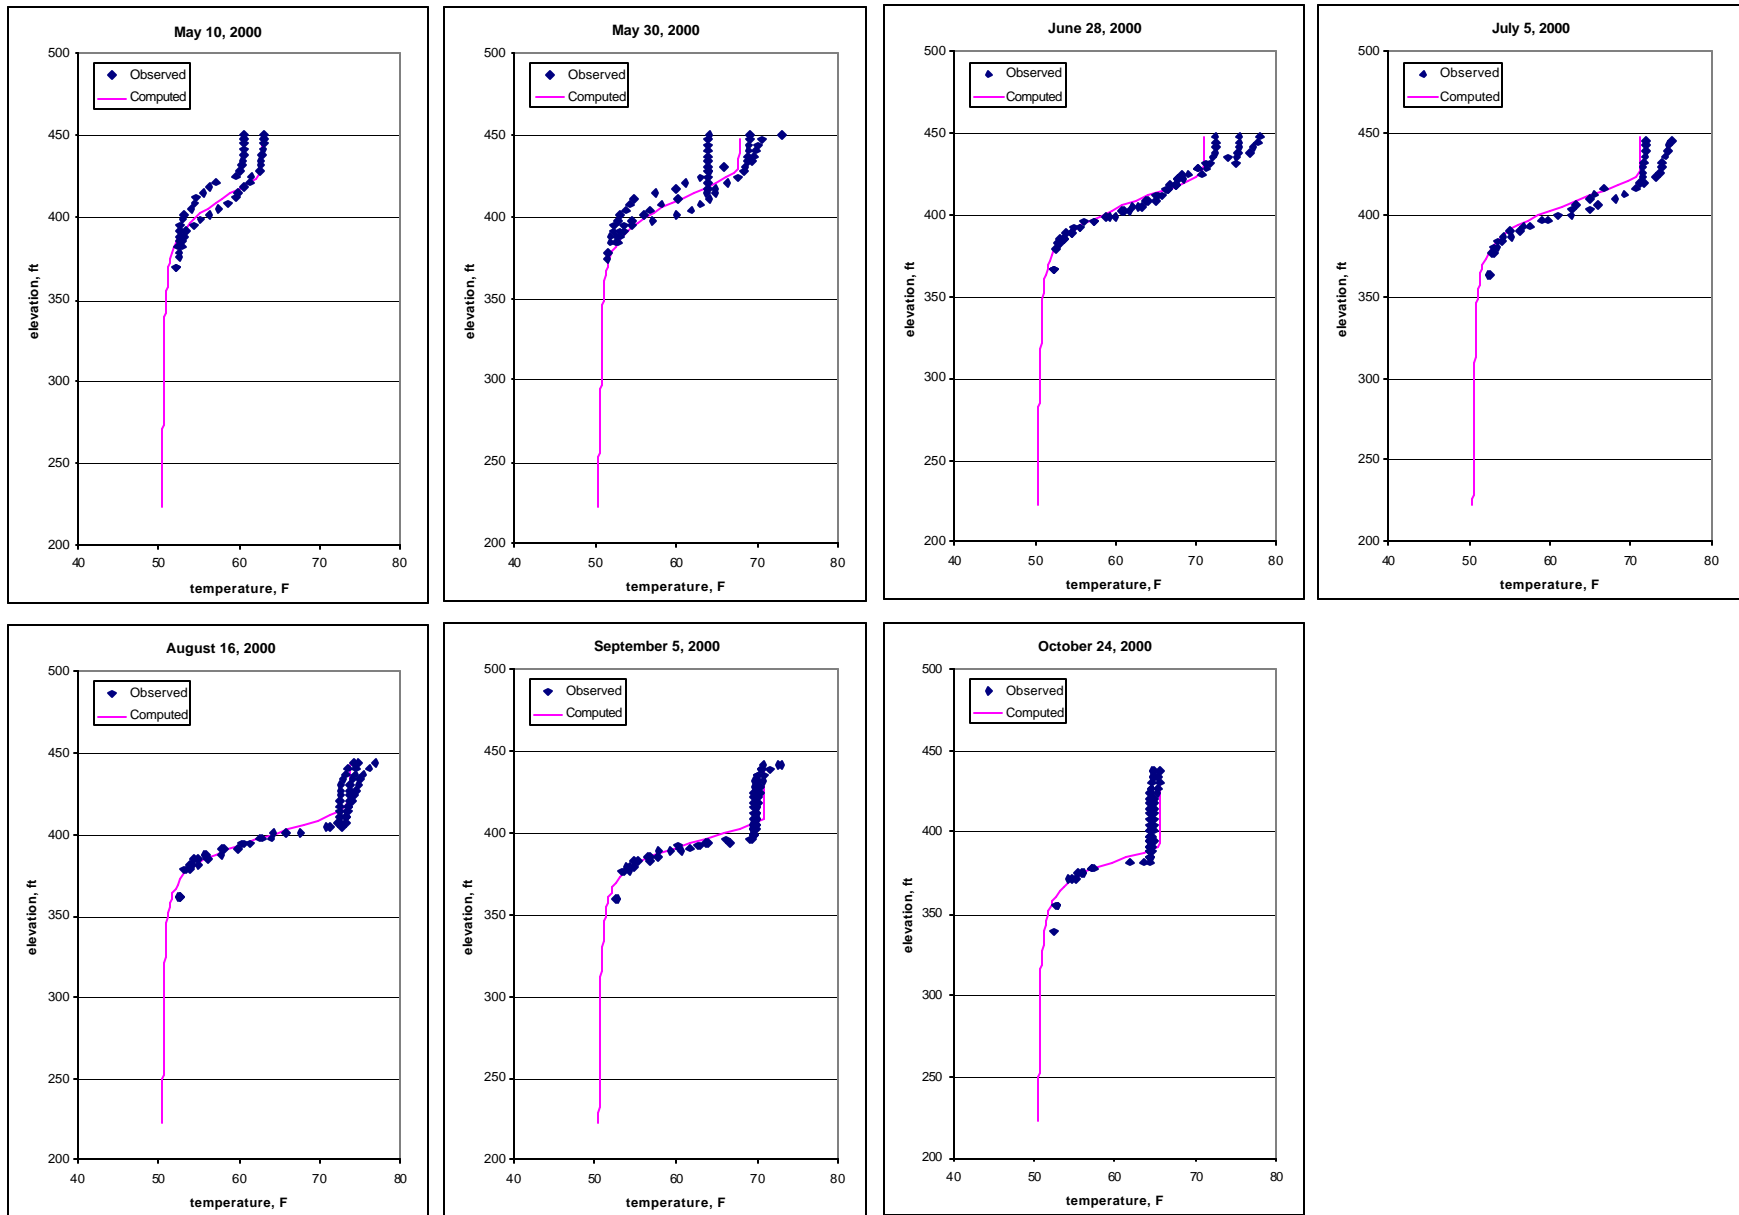 May 10, 2000
500
450
400
350
300
250
200
40 50 60 70 80
temperature, F
elevation, ft
Observed
Computed
May 30, 2000
500
450
400
350
300
250
200
40 50 60 70 80
temperature, F
elevation, ft
Observed
Computed
June 28, 2000
500
450
400
350
300
250
200
40 50 60 70 80
temperature, F
elevation, ft
Observed
Computed
July 5, 2000
500
450
400
350
300
250
200
40 50 60 70 80
temperature, F
elevation, ft
Observed
Computed
August 16, 2000
500
450
400
350
300
250
200
40 50 60 70 80
temperature, F
elevation, ft
Observed
Computed
September 5, 2000
500
450
400
350
300
250
200
40 50 60 70 80
temperature, F
elevation, ft
Observed
Computed
October 24, 2000
500
450
400
350
300
250
200
40 50 60 70 80
temperature, F
elevation, ft
Observed
Computed